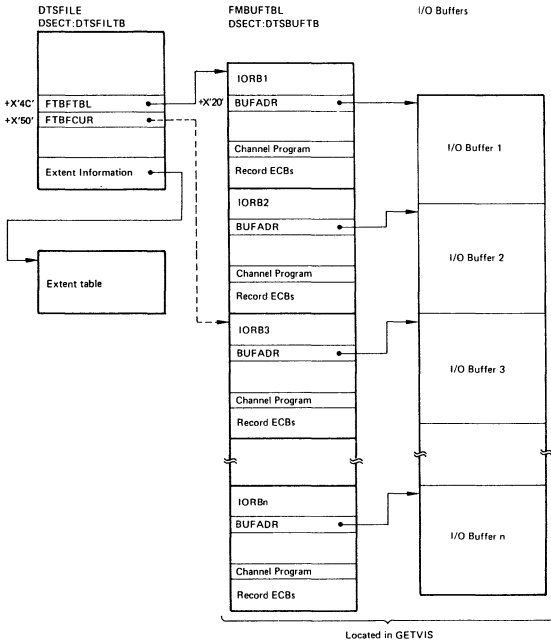 DTSFILE
DSECT:DTSFILTB
+X'4C' FTBFTBL
+X'50' FTBFCUR
Extent Information
Extent table
FMBUFTBL
DSECT:DTSBUFTB
IORB1
+X'20' BUFADR
Channel Program
Record ECBs
IORB2
BUFADR
Channel Program
Record ECBs
IORB3
BUFADR
Channel Program
Record ECBs
IORBn
BUFADR
Channel Program
Record ECBs
I/O Buffers
I/O Buffer 1
I/O Buffer 2
I/O Buffer 3
I/O Buffer n
Located in GETVIS